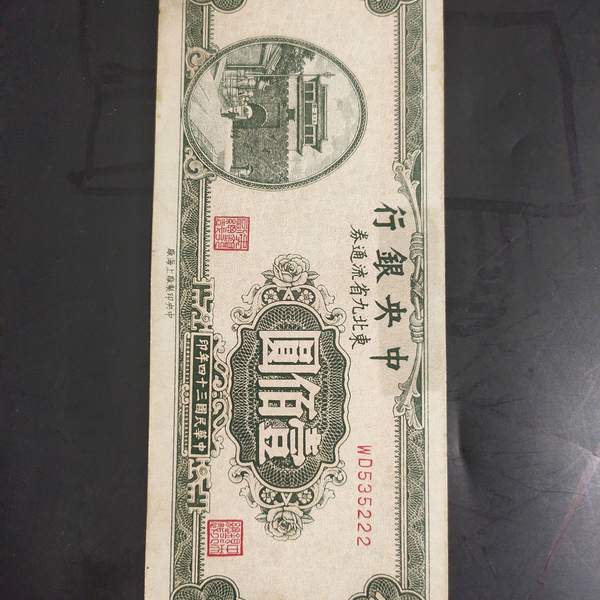 中央銀行
東北九省流通券
WD535222
壹佰圓
中華民國三十四年印
中央印製廠上海廠